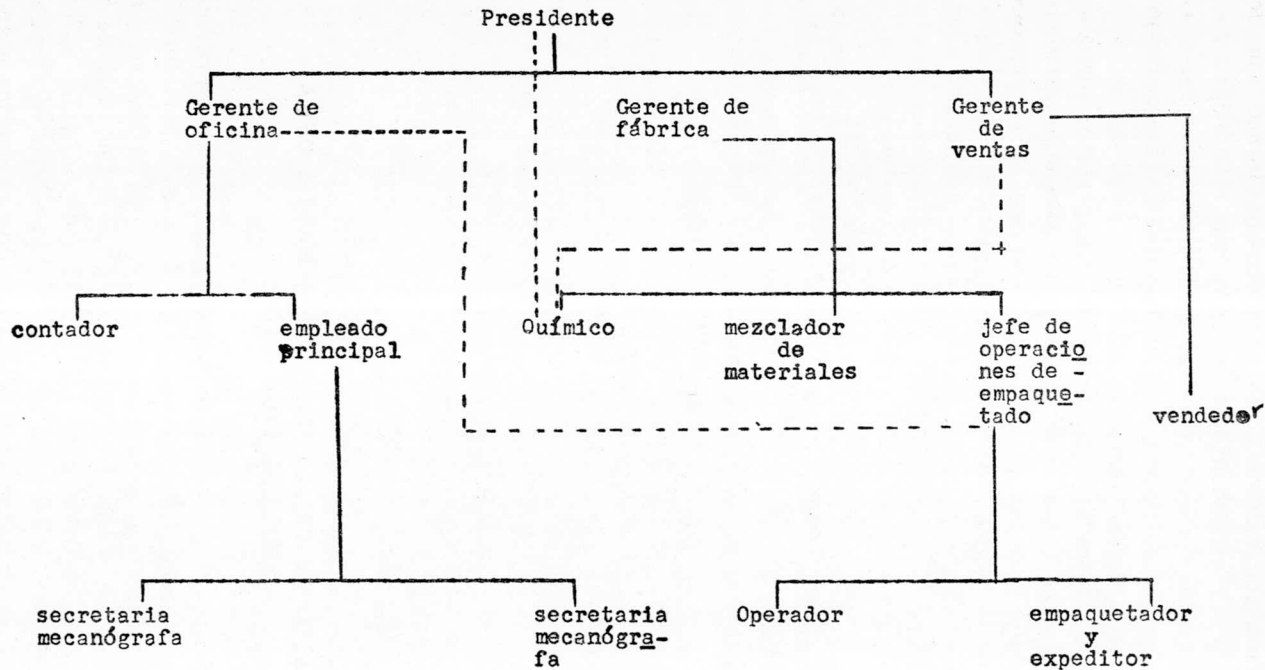 Presidente
Gerente de
oficina
Gerente de
fábrica
Gerente
de
ventas
contador
empleado
principal
Químico
mezclador
de
materiales
jefe de
operacio
nes de -
empaque-
tado
vendedor
secretaria
mecanógrafa
secretaria
mecanógra-
fa
Operador
empaquetador
y
expeditor